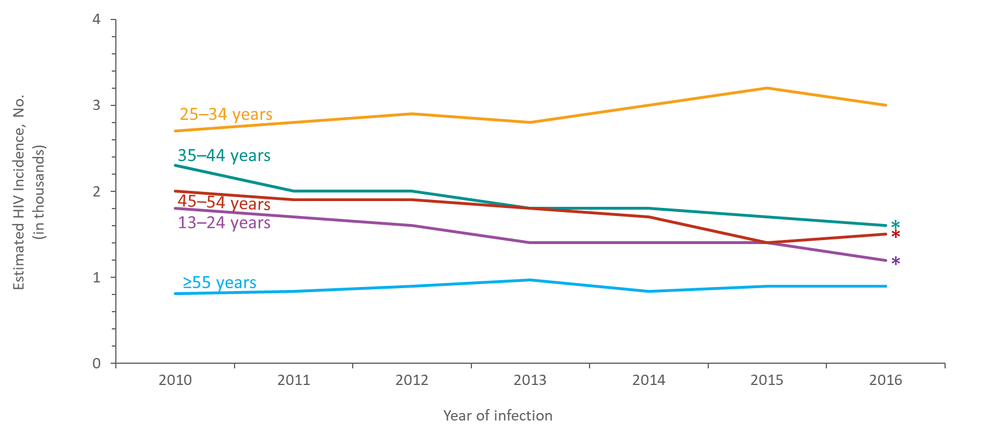 4
3
2
1
0
Estimated HIV Incidence, No.
(in thousands)
25–34 years
35–44 years
45–54 years
13–24 years
≥55 years
*
*
*
2010 2011 2012 2013 2014 2015 2016
Year of infection